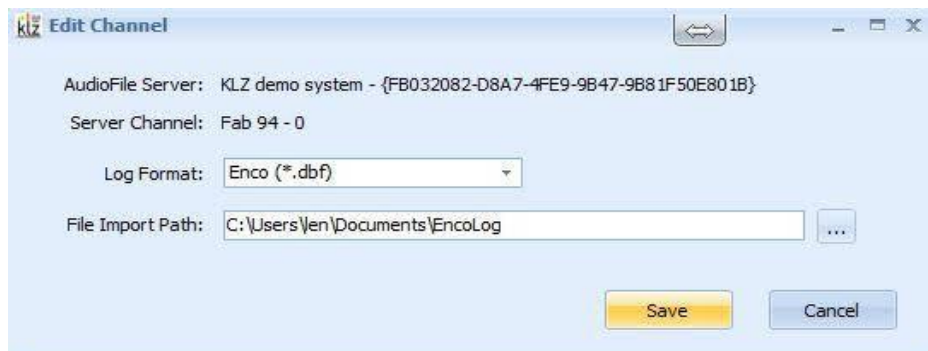 klz Edit Channel
AudioFile Server: KLZ demo system - {FB032082-D8A7-4FE9-9B47-9B81F50E801B}
Server Channel: Fab 94 - 0
Log Format: Enco (*.dbf)
File Import Path: C:\Users\len\Documents\EncoLog ...
Save Cancel